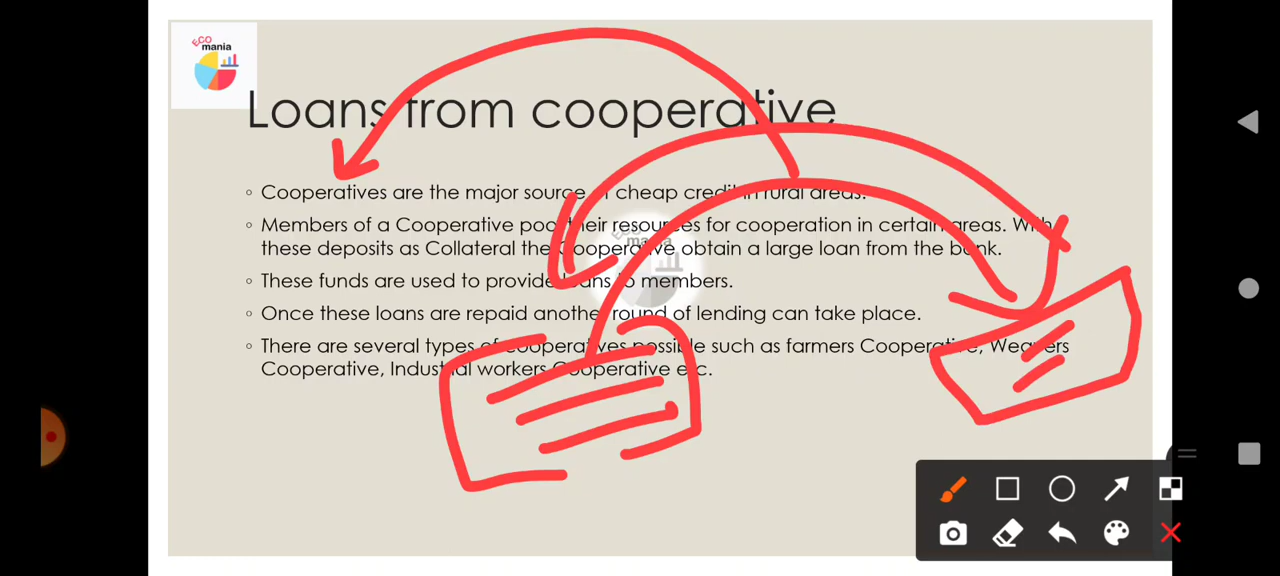 ECO
mania
Loans from cooperative
Cooperatives are the major source of cheap credit in rural areas.
Members of a Cooperative pool their resources for cooperation in certain areas. With
these deposits as Collateral the Cooperative obtain a large loan from the bank.
These funds are used to provide loans to members.
Once these loans are repaid another round of lending can take place.
There are several types of cooperatives possible such as farmers Cooperative, Weavers
Cooperative, Industrial workers Cooperative etc.